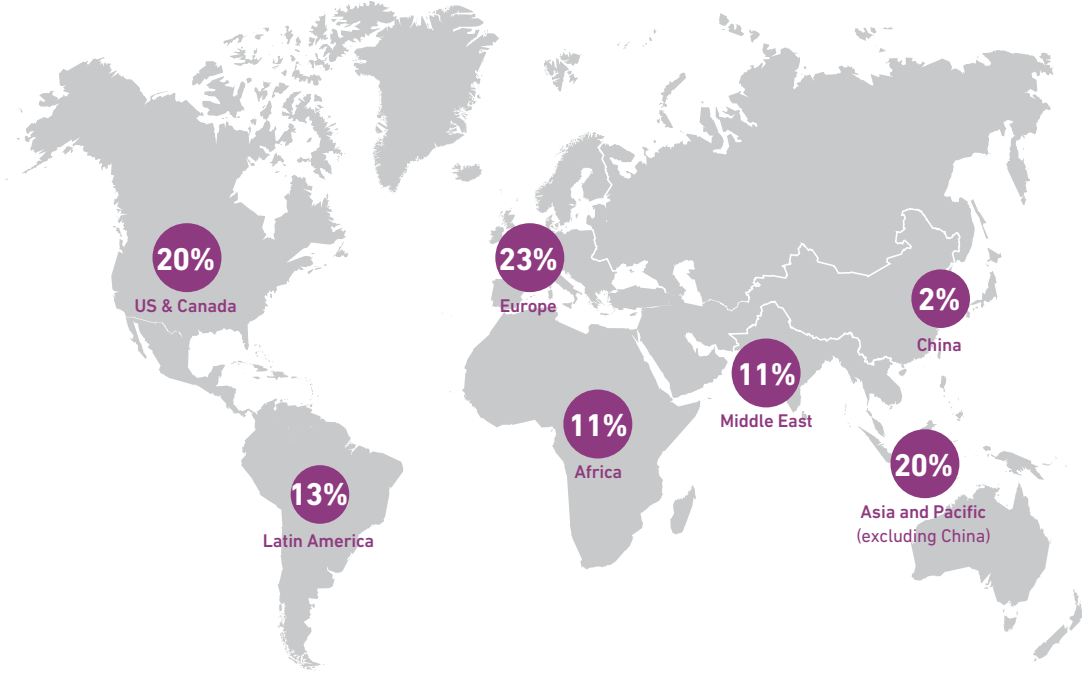 20%
US & Canada
23%
Europe
2%
China
11%
Middle East
11%
Africa
20%
Asia and Pacific
(excluding China)
13%
Latin America